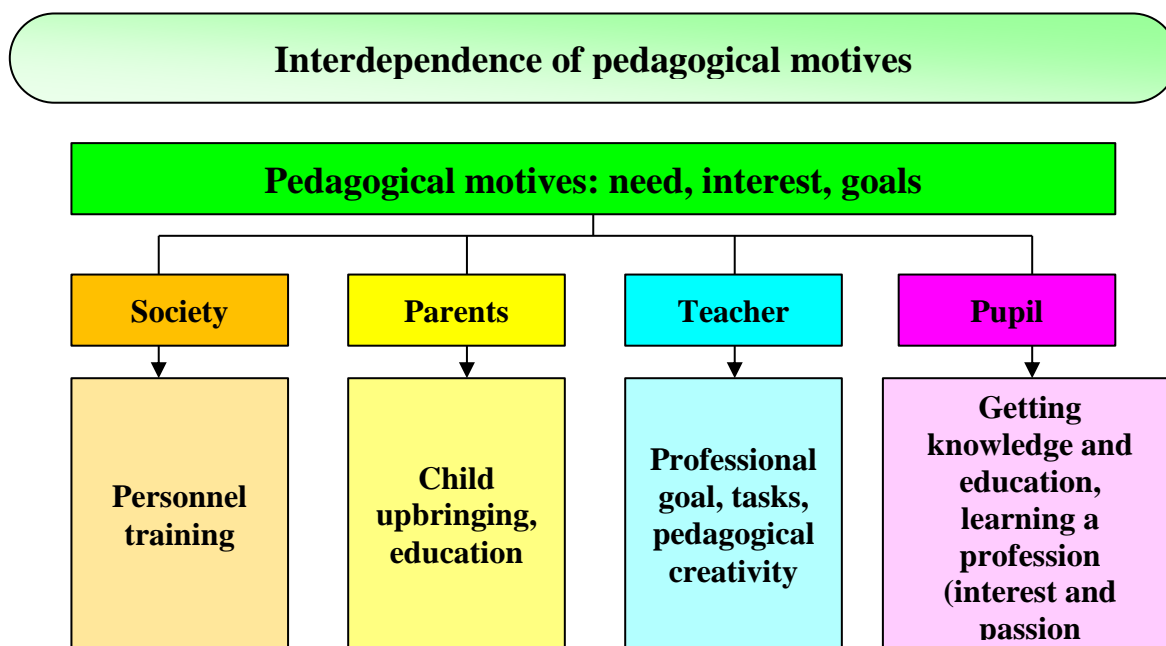 Interdependence of pedagogical motives
Pedagogical motives: need, interest, goals
Society
Parents
Teacher
Pupil
Personnel
training
Child
upbringing,
education
Professional
goal, tasks,
pedagogical
creativity
Getting
knowledge and
education,
learning a
profession
(interest and
passion